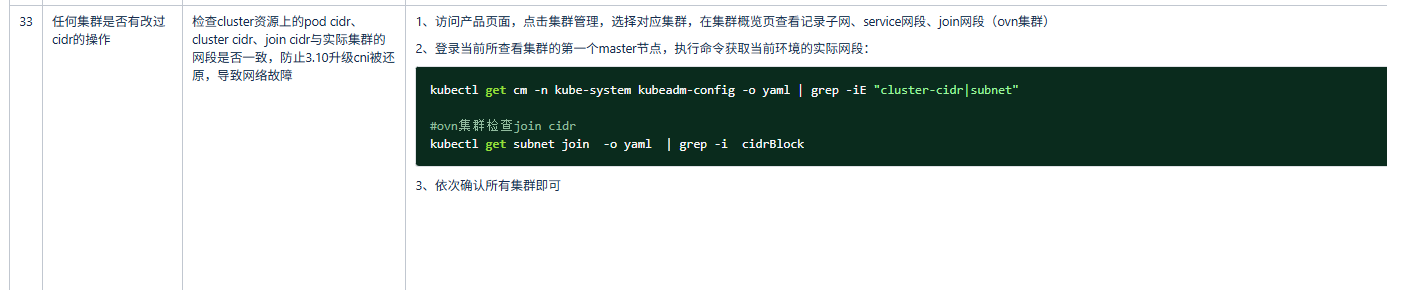 33
任何集群是否有改过
cidr的操作
检查cluster资源上的pod cidr、
cluster cidr、join cidr与实际集群的
网段是否一致，防止3.10升级cni被还
原，导致网络故障
1、访问产品页面，点击集群管理，选择对应集群，在集群概览页查看记录子网、service网段、join网段（ovn集群）
2、登录当前所查看集群的第一个master节点，执行命令获取当前环境的实际网段：
kubectl get cm -n kube-system kubeadm-config -o yaml | grep -iE "cluster-cidr|subnet"
#ovn集群检查join cidr
kubectl get subnet join  -o yaml  | grep -i  cidrBlock
3、依次确认所有集群即可